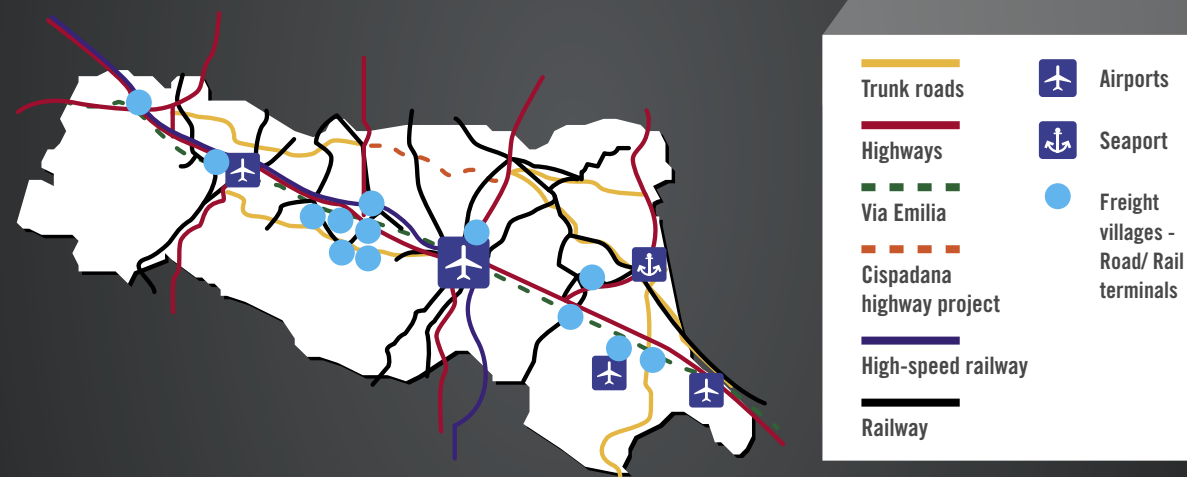 Trunk roads
Highways
Via Emilia
Cispadana
highway project
High-speed railway
Railway
Airports
Seaport
Freight
villages -
Road/ Rail
terminals